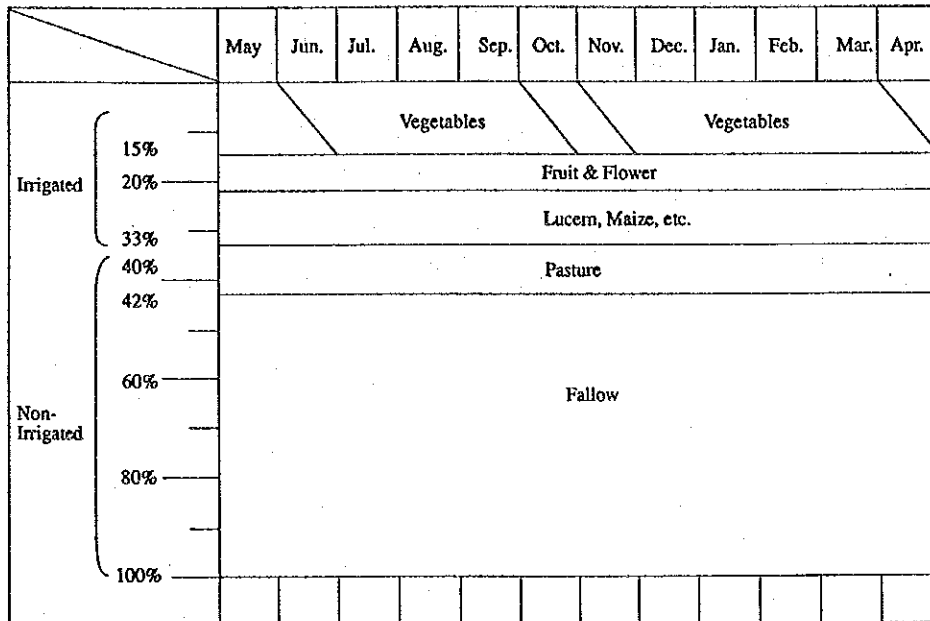 May Jun. Jul. Aug. Sep. Oct. Nov. Dec. Jan. Feb. Mar. Apr.
Vegetables Vegetables
15%
Fruit & Flower
Irrigated 20%
Lucern, Maize, etc.
33%
40% Pasture
42%
60%
Fallow
Non-
Irrigated
80%
100%